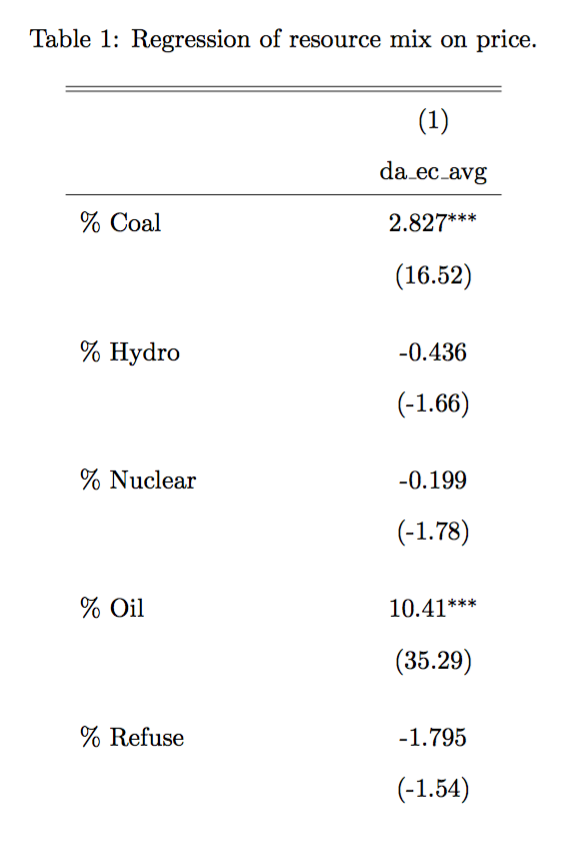 Table 1: Regression of resource mix on price.
(1)
da_ec_avg
% Coal 2.827***
(16.52)
% Hydro -0.436
(-1.66)
% Nuclear -0.199
(-1.78)
% Oil 10.41***
(35.29)
% Refuse -1.795
(-1.54)